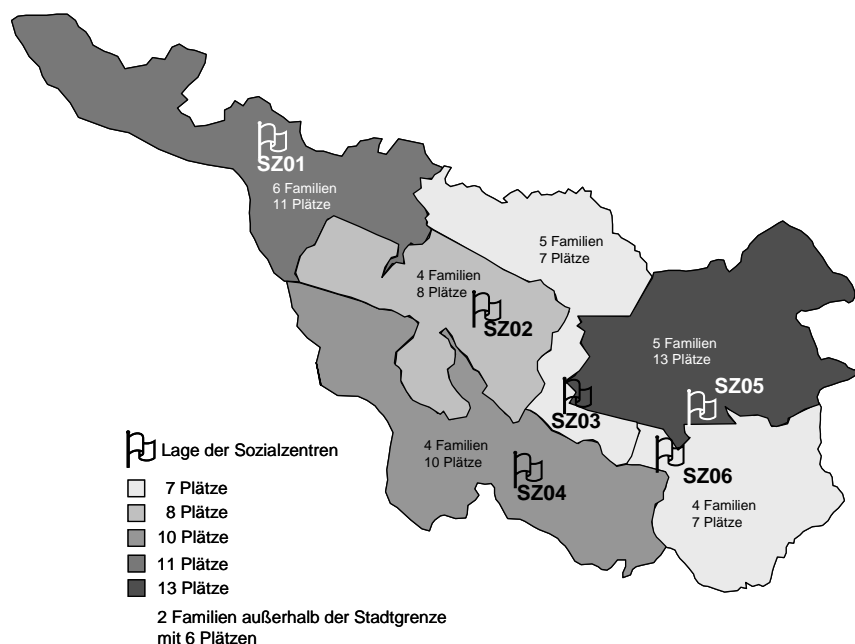 SZ01
6 Familien
11 Plätze
5 Familien
7 Plätze
4 Familien
8 Plätze
SZ02
5 Familien
13 Plätze
SZ05
SZ03
4 Familien
10 Plätze
SZ04
SZ06
4 Familien
7 Plätze
Lage der Sozialzentren
7 Plätze
8 Plätze
10 Plätze
11 Plätze
13 Plätze
2 Familien außerhalb der Stadtgrenze
mit 6 Plätzen